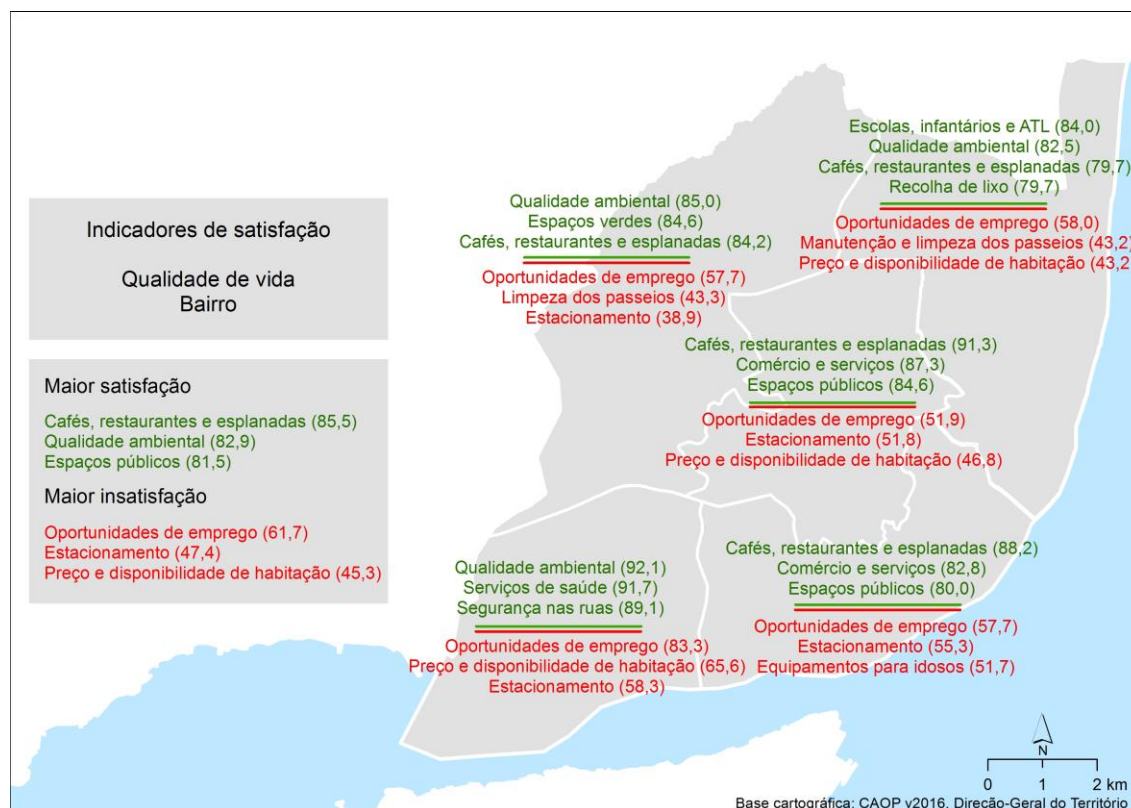 Indicadores de satisfação
Qualidade de vida
Bairro
Maior satisfação
Cafés, restaurantes e esplanadas (85,5)
Qualidade ambiental (82,9)
Espaços públicos (81,5)
Maior insatisfação
Oportunidades de emprego (61,7)
Estacionamento (47,4)
Preço e disponibilidade de habitação (45,3)
Qualidade ambiental (85,0)
Espaços verdes (84,6)
Cafés, restaurantes e esplanadas (84,2)
Oportunidades de emprego (57,7)
Limpeza dos passeios (43,3)
Estacionamento (38,9)
Escolas, infantários e ATL (84,0)
Qualidade ambiental (82,5)
Cafés, restaurantes e esplanadas (79,7)
Recolha de lixo (79,7)
Oportunidades de emprego (58,0)
Manutenção e limpeza dos passeios (43,2)
Preço e disponibilidade de habitação (43,2
Cafés, restaurantes e esplanadas (91,3)
Comércio e serviços (87,3)
Espaços públicos (84,6)
Oportunidades de emprego (51,9)
Estacionamento (51,8)
Preço e disponibilidade de habitação (46,8)
Qualidade ambiental (92,1)
Serviços de saúde (91,7)
Segurança nas ruas (89,1)
Oportunidades de emprego (83,3)
Preço e disponibilidade de habitação (65,6)
Estacionamento (58,3)
Cafés, restaurantes e esplanadas (88,2)
Comércio e serviços (82,8)
Espaços públicos (80,0)
Oportunidades de emprego (57,7)
Estacionamento (55,3)
Equipamentos para idosos (51,7)
N
0 1 2 km
Base cartográfica: CAOP v2016, Direção-Geral do Território